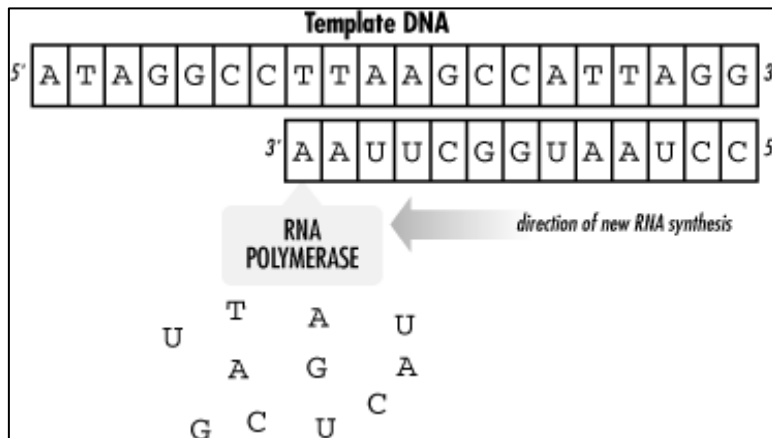 Template DNA
5' A T A G G C C T T A A G C C A T T A G G 3'
3' A A U U C G G U A A U C C 5'
RNA
POLYMERASE
direction of new RNA synthesis
T A U
U
A G A
G C U C